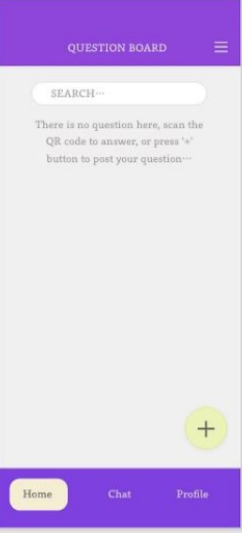 QUESTION BOARD
SEARCH···
There is no question here, scan the
QR code to answer, or press '+'
button to post your question···
+
Home Chat Profile